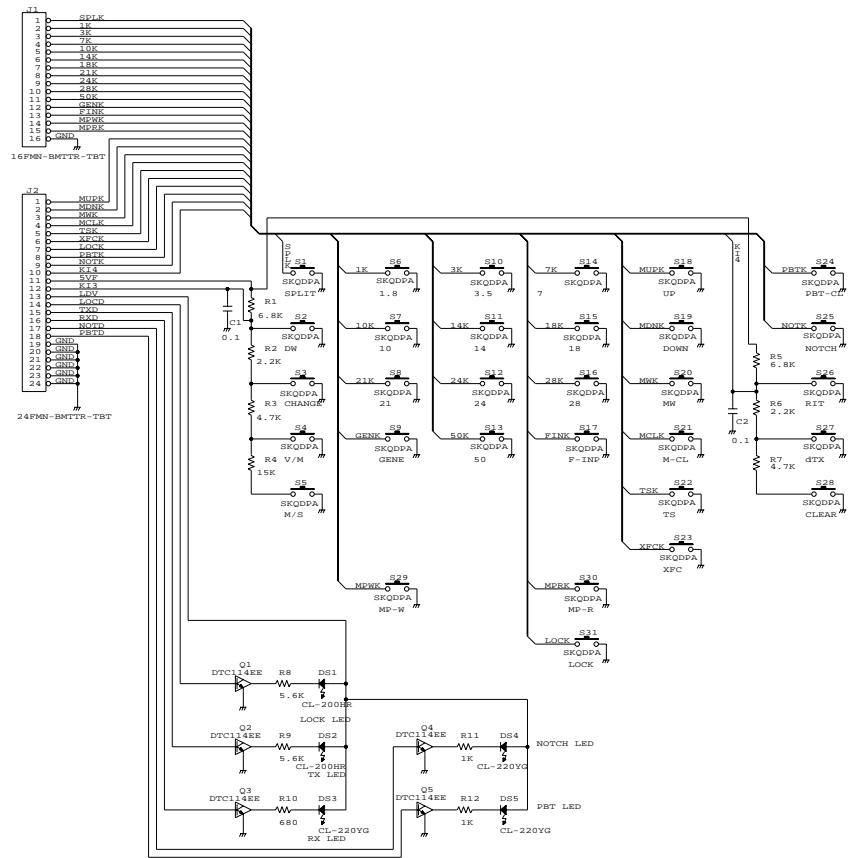 J1
1 SPLK
2 1K
3 3K
4 7K
5 10K
6 14K
7 18K
8 21K
9 24K
10 28K
11 50K
12 GENK
13 FINK
14 MPWK
15 MPRK
16 GND
16FMN-BMTTR-TBT
J2
1 MUPK
2 MDNK
3 MWK
4 MCLK
5 TSK
6 XFCK
7 LOCK
8 PBTK
9 NOTK
10 KI4
11 5VF
12 KI3
13 LDV
14 LOCD
15 TXD
16 RXD
17 NOTD
18 PBTD
19 GND
20 GND
21 GND
22 GND
23 GND
24 GND
24FMN-BMTTR-TBT
SPLK
S1
SKQDPA
SPLIT
R1
6.8K
C1
0.1
S2
SKQDPA
DW
R2
2.2K
S3
SKQDPA
CHANGE
R3
4.7K
S4
SKQDPA
V/M
R4
15K
S5
SKQDPA
M/S
1K
S6
SKQDPA
1.8
10K
S7
SKQDPA
10
21K
S8
SKQDPA
21
GENK
S9
SKQDPA
GENE
MPWK
S29
SKQDPA
MP-W
3K
S10
SKQDPA
3.5
14K
S11
SKQDPA
14
24K
S12
SKQDPA
24
50K
S13
SKQDPA
50
7K
S14
SKQDPA
7
18K
S15
SKQDPA
18
28K
S16
SKQDPA
28
FINK
S17
SKQDPA
F-INP
MPRK
S30
SKQDPA
MP-R
LOCK
S31
SKQDPA
LOCK
MUPK
S18
SKQDPA
UP
MDNK
S19
SKQDPA
DOWN
MWK
S20
SKQDPA
MW
MCLK
S21
SKQDPA
M-CL
TSK
S22
SKQDPA
TS
XFCK
S23
SKQDPA
XFC
KI4
PBTK
S24
SKQDPA
PBT-CL
NOTK
S25
SKQDPA
NOTCH
R5
6.8K
S26
SKQDPA
RIT
C2
0.1
R6
2.2K
S27
SKQDPA
dTX
R7
4.7K
S28
SKQDPA
CLEAR
Q1
DTC114EE
R8
5.6K
DS1
CL-200HR
LOCK LED
Q2
DTC114EE
R9
5.6K
DS2
CL-200HR
TX LED
Q3
DTC114EE
R10
680
DS3
CL-220YG
RX LED
Q4
DTC114EE
R11
1K
DS4
CL-220YG
NOTCH LED
Q5
DTC114EE
R12
1K
DS5
CL-220YG
PBT LED